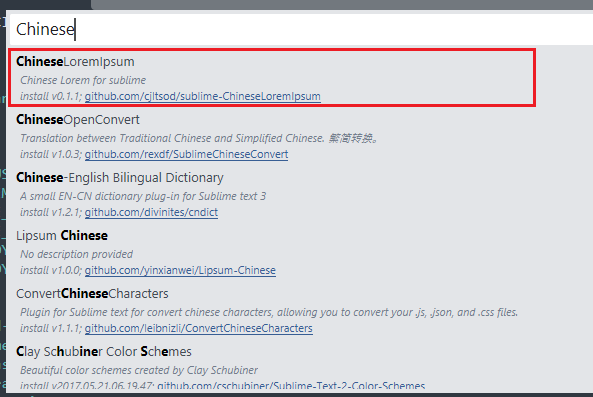 Chinese
ChineseLoremIpsum
Chinese Lorem for sublime
install v0.1.1; github.com/cjltsod/sublime-ChineseLoremIpsum
ChineseOpenConvert
Translation between Traditional Chinese and Simplified Chinese. 繁简转换。
install v1.0.3; github.com/rexdf/SublimeChineseConvert
Chinese-English Bilingual Dictionary
A small EN-CN dictionary plug-in for Sublime text 3
install v1.2.1; github.com/divinites/cndict
Lipsum Chinese
No description provided
install v1.0.0; github.com/yinxianwei/Lipsum-Chinese
ConvertChineseCharacters
Plugin for Sublime text for convert chinese characters, allowing you to convert your .js, .json, and .css files.
install v1.1.1; github.com/leibnizli/ConvertChineseCharacters
Clay Schubiner Color Schemes
Beautiful color schemes created by Clay Schubiner
install v2017.05.21.06.19.47; github.com/cschubiner/Sublime-Text-2-Color-Schemes